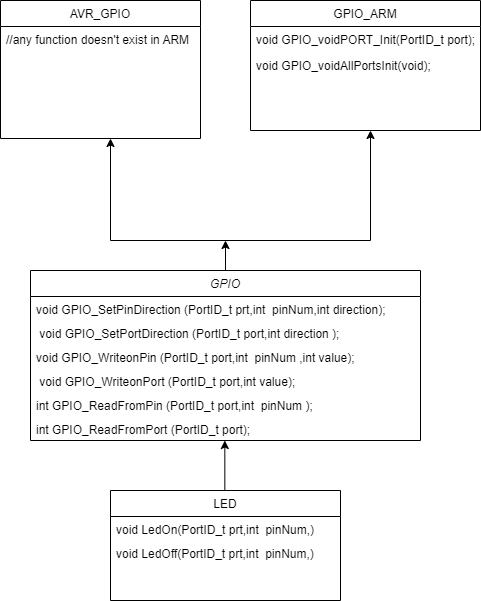 AVR_GPIO
//any function doesn't exist in ARM
GPIO_ARM
void GPIO_voidPORT_Init(PortID_t port);
void GPIO_voidAllPortsInit(void);
GPIO
void GPIO_SetPinDirection (PortID_t prt,int  pinNum,int direction);
void GPIO_SetPortDirection (PortID_t port,int direction );
void GPIO_WriteonPin (PortID_t port,int  pinNum ,int value);
void GPIO_WriteonPort (PortID_t port,int value);
int GPIO_ReadFromPin (PortID_t port,int  pinNum );
int GPIO_ReadFromPort (PortID_t port);
LED
void LedOn(PortID_t prt,int  pinNum,)
void LedOff(PortID_t prt,int  pinNum,)